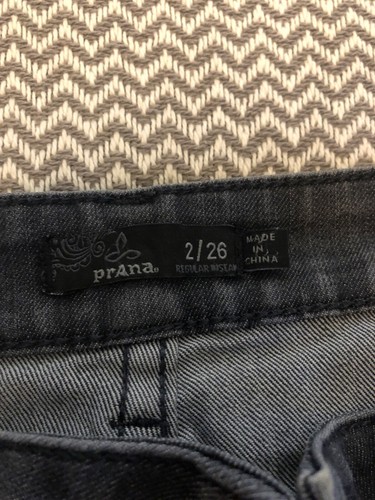 prAna
2/26
REGULAR INSEAM
MADE
IN
CHINA